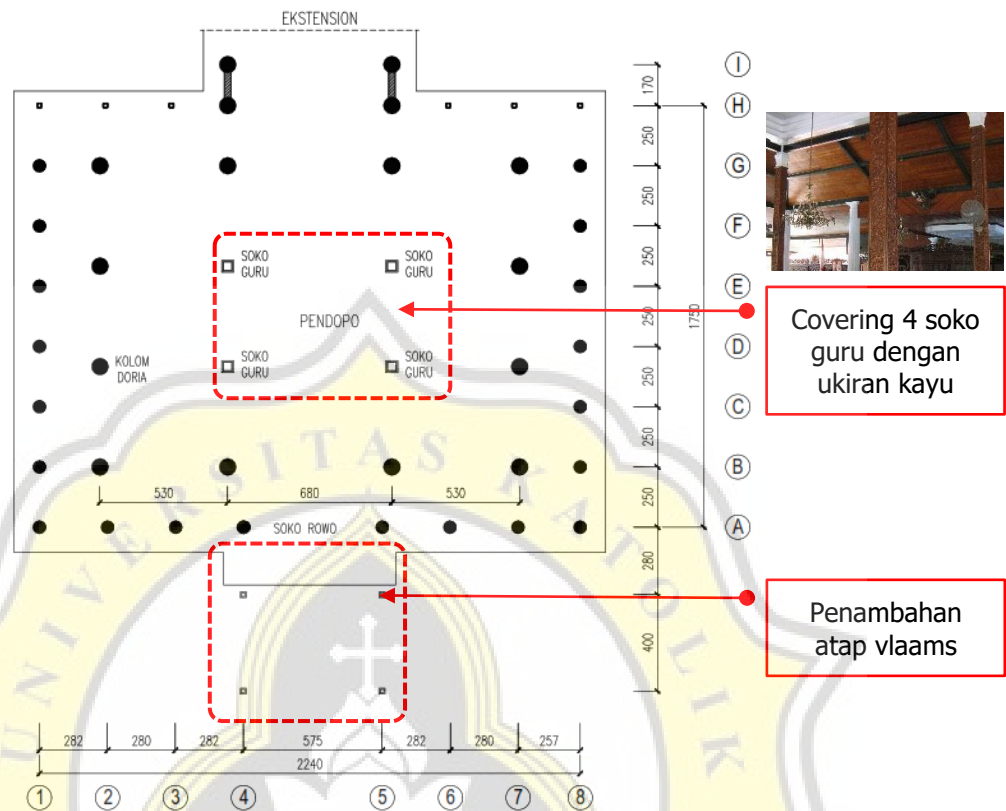 EKSTENSION
I
170
H
250
G
250
F
250
SOKO
GURU
SOKO
GURU
E
250
1750
PENDOPO
Covering 4 soko
guru dengan
ukiran kayu
D
SOKO
GURU
SOKO
GURU
KOLOM
DORIA
250
C
250
B
530
680
530
250
SOKO ROWO
A
280
Penambahan
atap vlaams
400
282
280
282
575
282
280
257
2240
1
2
3
4
5
6
7
8
UNIVERSITAS KATOLIK